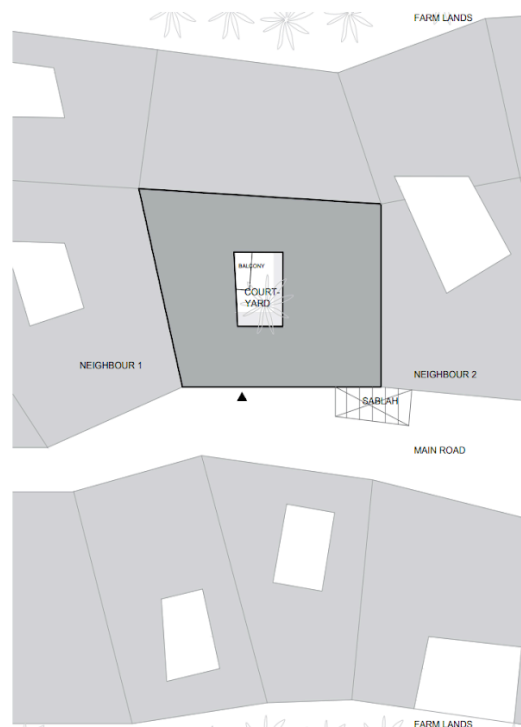 FARM LANDS
BALCONY
COURT-
YARD
NEIGHBOUR 1
NEIGHBOUR 2
SABLAH
MAIN ROAD
FARM LANDS